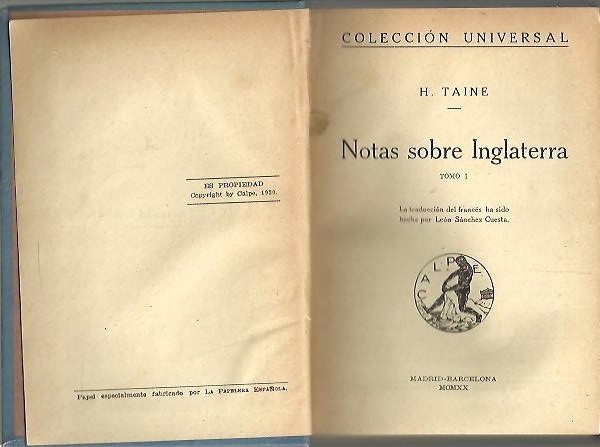 ES PROPIEDAD
Copyright by Calpe, 1920.
Papel especialmente fabricado por LA PAPELERA ESPAÑOLA.
COLECCIÓN UNIVERSAL
H. TAINE
Notas sobre Inglaterra
TOMO I
La traducción del francés ha sido
hecha por León Sánchez Cuesta.
CALPE
MADRID-BARCELONA
MCMXX